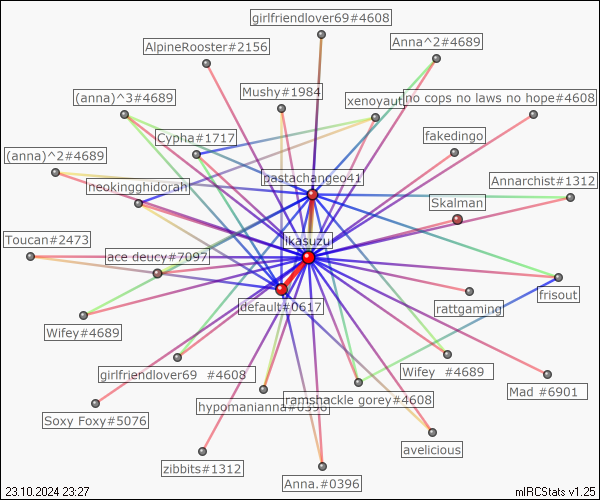 girlfriendlover69#4608
AlpineRooster#2156
Anna^2#4689
Mushy#1984
(anna)^3#4689
xenoyaut
no cops no laws no hope#4608
Cypha#1717
fakedingo
(anna)^2#4689
pastachangeo41
neokingghidorah
Annarchist#1312
Skalman
Toucan#2473
ikasuzu
ace deucy#7097
frisout
rattgaming
default#0617
Wifey#4689
girlfriendlover69 #4608
Wifey #4689
Mad #6901
hypomanianna#0396
ramshackle gorey#4608
Soxy Foxy#5076
avelicious
zibbits#1312
Anna.#0396
23.10.2024 23:27
mIRCStats v1.25